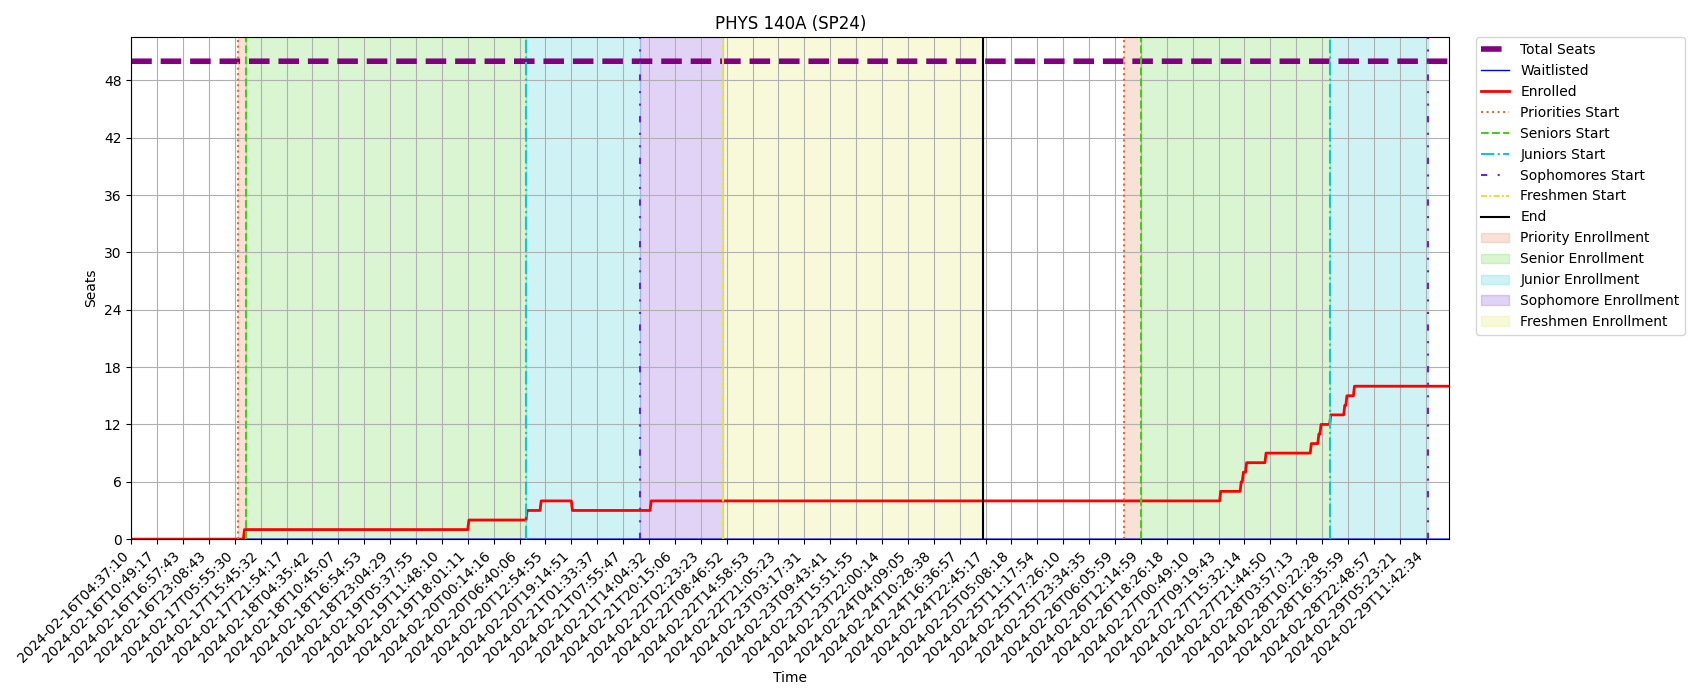 PHYS 140A (SP24)
Seats
48
42
36
30
24
18
12
6
0
2024-02-16T04:37:10
2024-02-16T10:49:17
2024-02-16T16:57:43
2024-02-16T23:08:43
2024-02-17T05:55:30
2024-02-17T15:45:32
2024-02-17T21:54:17
2024-02-18T04:35:42
2024-02-18T10:45:07
2024-02-18T16:54:53
2024-02-18T23:04:29
2024-02-19T05:37:55
2024-02-19T11:48:10
2024-02-19T18:01:11
2024-02-20T00:14:16
2024-02-20T06:40:06
2024-02-20T12:54:55
2024-02-20T19:14:51
2024-02-21T01:33:37
2024-02-21T07:55:47
2024-02-21T14:04:32
2024-02-21T20:15:06
2024-02-22T02:23:23
2024-02-22T08:46:52
2024-02-22T14:58:53
2024-02-22T21:05:23
2024-02-23T03:17:31
2024-02-23T09:43:41
2024-02-23T15:51:55
2024-02-23T22:00:14
2024-02-24T04:09:05
2024-02-24T10:28:38
2024-02-24T16:36:57
2024-02-24T22:45:17
2024-02-25T05:08:18
2024-02-25T11:17:54
2024-02-25T17:26:10
2024-02-25T23:34:35
2024-02-26T06:05:59
2024-02-26T12:14:59
2024-02-26T18:26:18
2024-02-27T00:49:10
2024-02-27T09:19:43
2024-02-27T15:32:14
2024-02-27T21:44:50
2024-02-28T03:57:13
2024-02-28T10:22:28
2024-02-28T16:35:59
2024-02-28T22:48:57
2024-02-29T05:23:21
2024-02-29T11:42:34
Time
Total Seats
Waitlisted
Enrolled
Priorities Start
Seniors Start
Juniors Start
Sophomores Start
Freshmen Start
End
Priority Enrollment
Senior Enrollment
Junior Enrollment
Sophomore Enrollment
Freshmen Enrollment